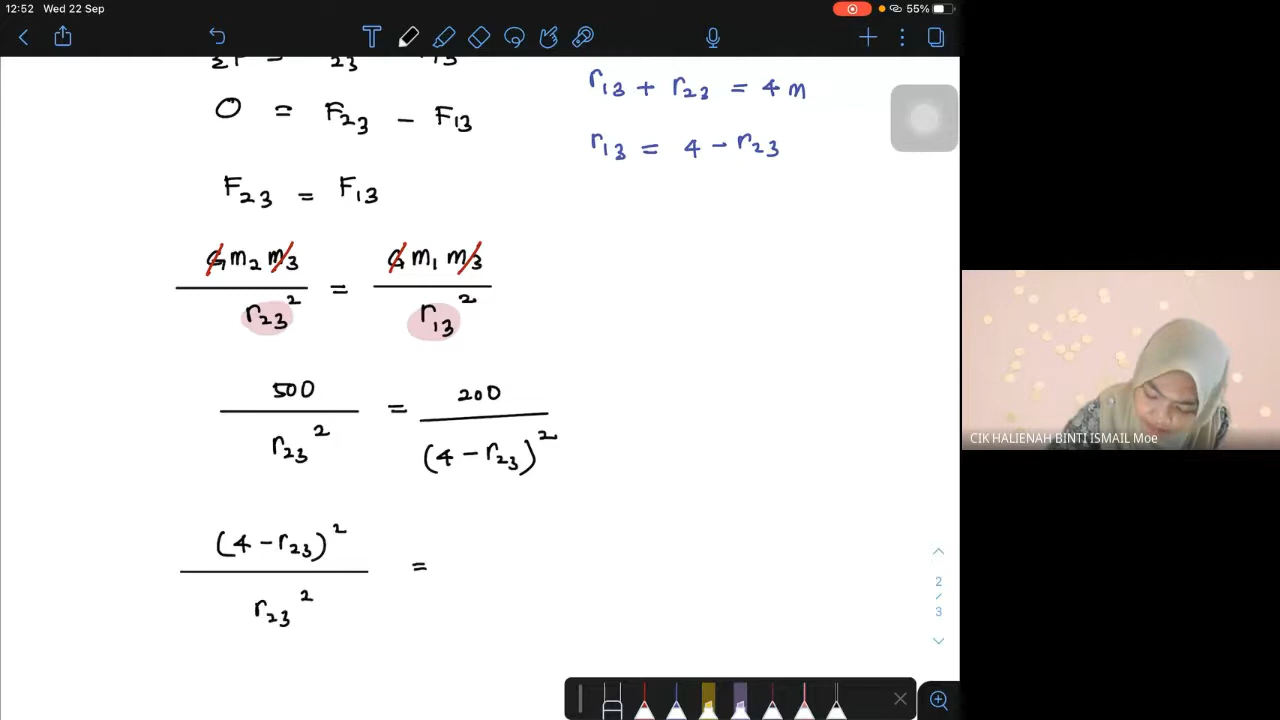 12:52 Wed 22 Sep
55%
0 = F₂₃ − F₁₃
F₂₃ = F₁₃
G m₂ m₃ / r₂₃² = G m₁ m₃ / r₁₃²
500 / r₂₃² = 200 / (4 − r₂₃)²
(4 − r₂₃)² / r₂₃² =
r₁₃ + r₂₃ = 4 m
r₁₃ = 4 − r₂₃
2
/
3
CIK HALIENAH BINTI ISMAIL Moe